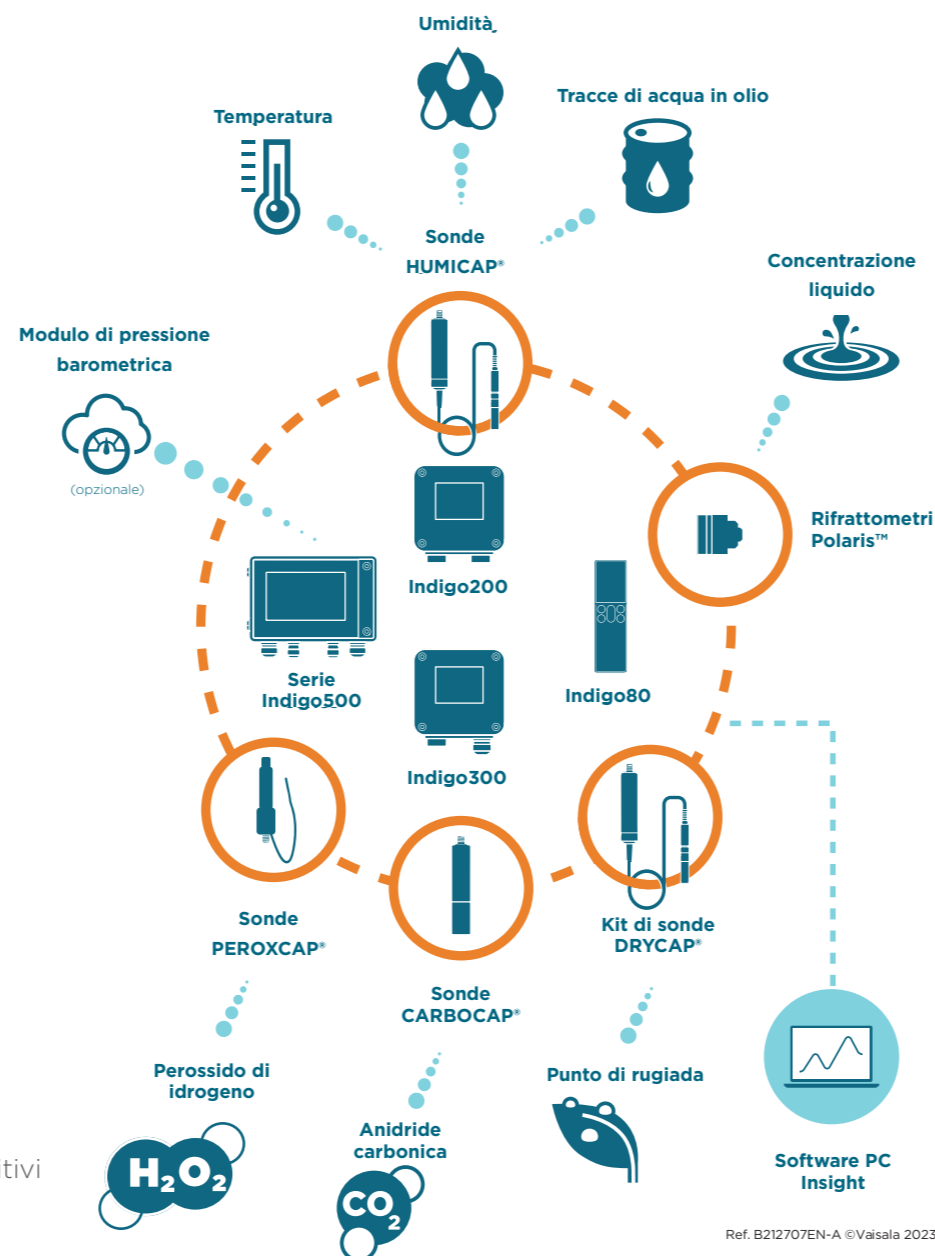 Umidità
Tracce di acqua in olio
Temperatura
Sonde
HUMICAP®
Concentrazione
liquido
Modulo di pressione
barometrica
(opzionale)
Rifrattometri
Polaris™
Indigo200
Serie
Indigo500
Indigo80
Indigo300
Sonde
PEROXCAP®
Kit di sonde
DRYCAP®
Sonde
CARBOCAP®
Perossido di
idrogeno
Punto di rugiada
Anidride
carbonica
Software PC
Insight
H₂O₂
CO₂
itivi
Ref. B212707EN-A ©Vaisala 2023